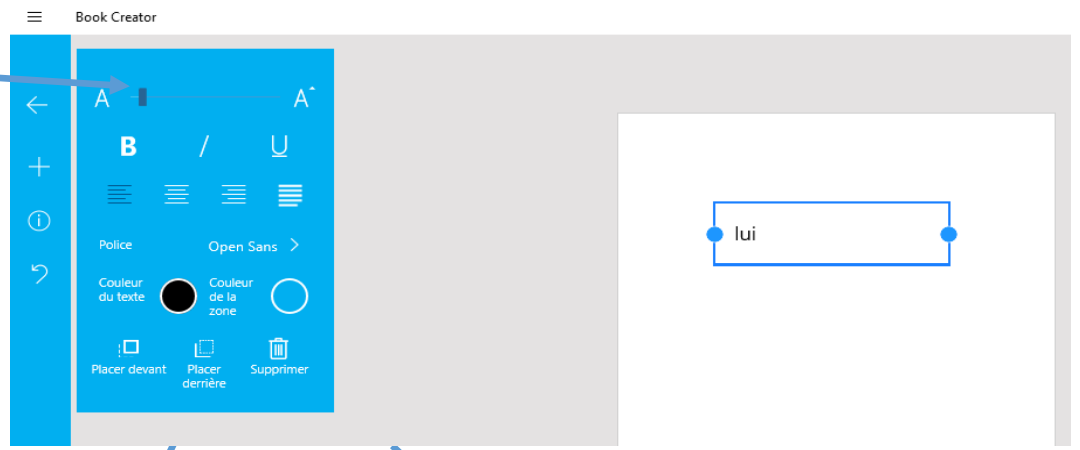 Book Creator
A A
B / U
Police Open Sans
Couleur du texte
Couleur de la zone
Placer devant
Placer derrière
Supprimer
lui